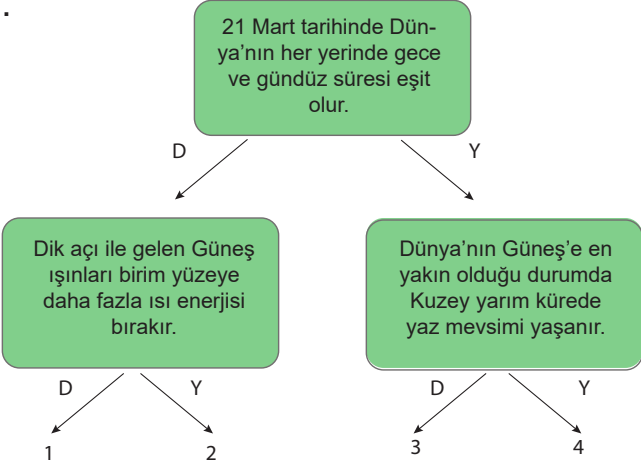 .
21 Mart tarihinde Dün-
ya’nın her yerinde gece
ve gündüz süresi eşit
olur.
D
Y
Dik açı ile gelen Güneş
ışınları birim yüzeye
daha fazla ısı enerjisi
bırakır.
Dünya’nın Güneş’e en
yakın olduğu durumda
Kuzey yarım kürede
yaz mevsimi yaşanır.
D
Y
D
Y
1
2
3
4